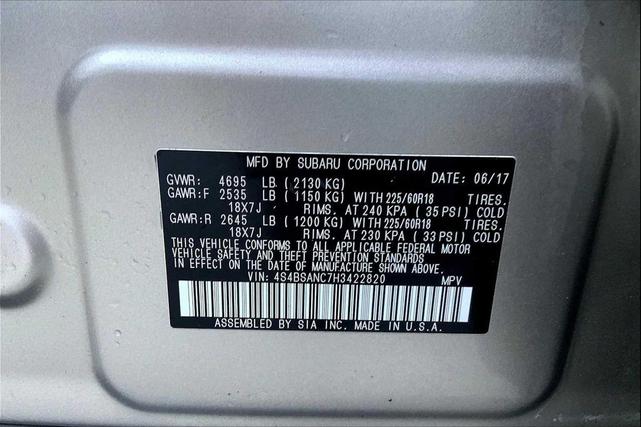 MFD BY SUBARU CORPORATION
GVWR: 4695 LB ( 2130 KG) DATE: 06/17
GAWR:F 2535 LB ( 1150 KG) WITH 225/60R18 TIRES.
18X7J RIMS. AT 240 KPA ( 35 PSI) COLD
GAWR:R 2645 LB ( 1200 KG) WITH 225/60R18 TIRES.
18X7J RIMS. AT 230 KPA ( 33 PSI) COLD
THIS VEHICLE CONFORMS TO ALL APPLICABLE FEDERAL MOTOR
VEHICLE SAFETY AND THEFT PREVENTION STANDARDS
IN EFFECT ON THE DATE OF MANUFACTURE SHOWN ABOVE.
VIN: 4S4BSANC7H3422820 MPV
ASSEMBLED BY SIA INC. MADE IN U.S.A.